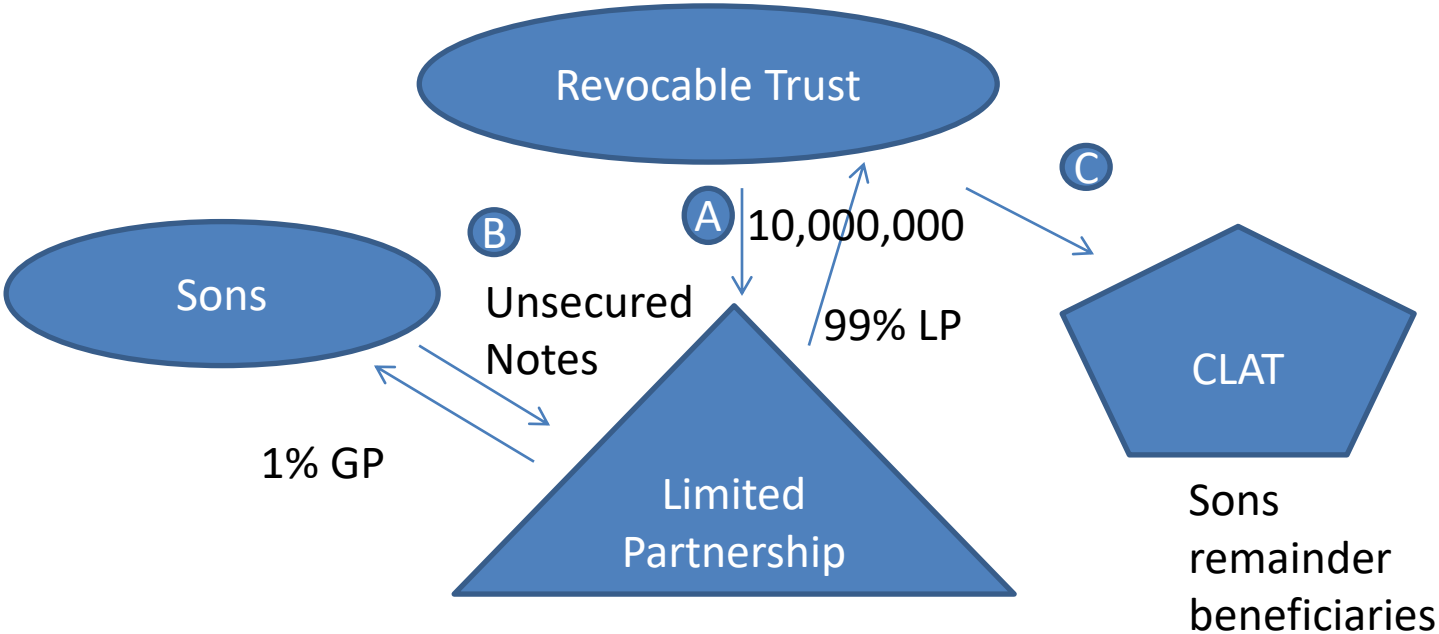 Revocable Trust
C
A
10,000,000
B
Sons
Unsecured
Notes
99% LP
CLAT
1% GP
Limited
Partnership
Sons
remainder
beneficiaries